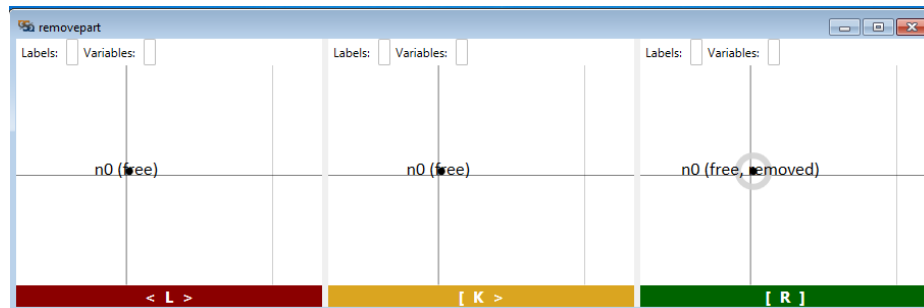 removepart
Labels: Variables: Labels: Variables: Labels: Variables:
n0 (free) n0 (free) n0 (free, removed)
< L > [ K > [ R ]